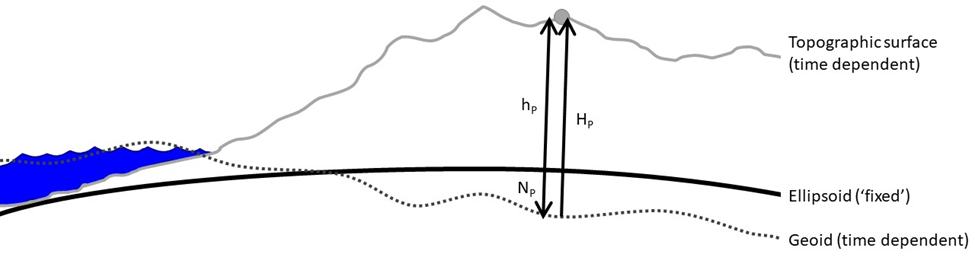 Topographic surface
(time dependent)
hP
HP
NP
Ellipsoid (‘fixed’)
Geoid (time dependent)